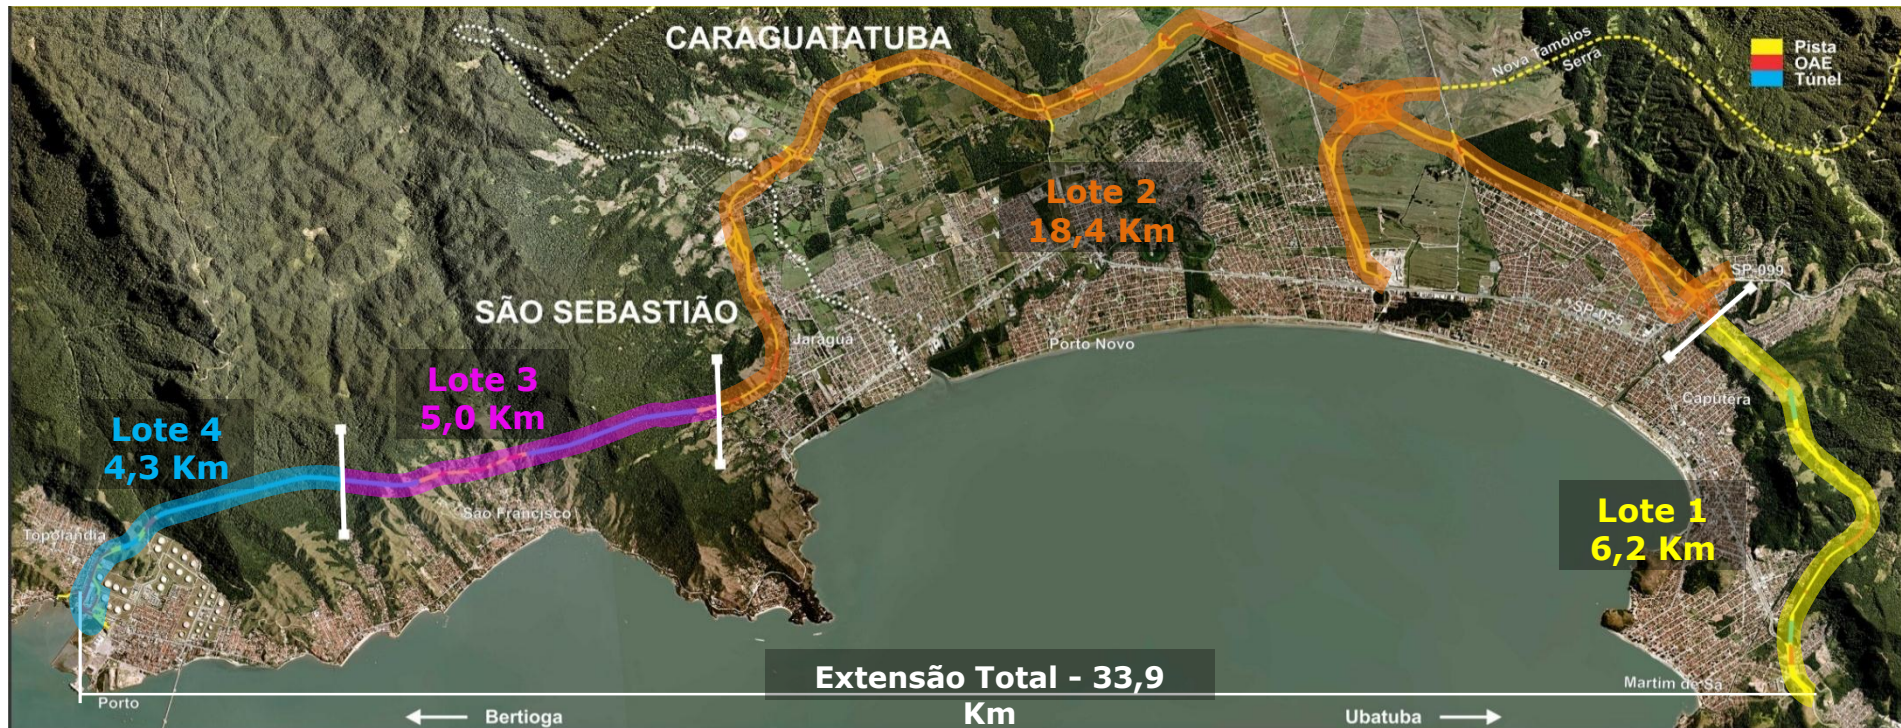 CARAGUATATUBA
Nova Tamoios
Serra
Pista
OAE
Túnel
Lote 2
18,4 Km
SP-099
SÃO SEBASTIÃO
SP-055
Jaraguá
Porto Novo
Lote 3
5,0 Km
Caputera
Lote 4
4,3 Km
São Francisco
Topolandia
Lote 1
6,2 Km
Extensão Total - 33,9
Km
Martim de Sá
Porto
Bertioga
Ubatuba